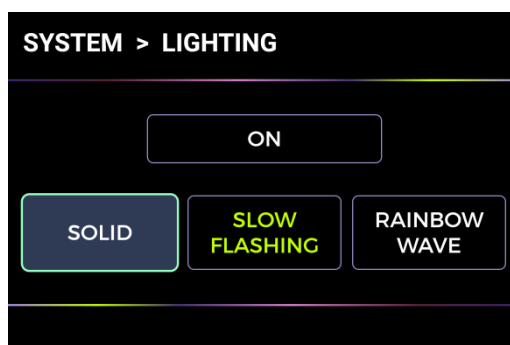 SYSTEM > LIGHTING
ON
SOLID
SLOW
FLASHING
RAINBOW
WAVE